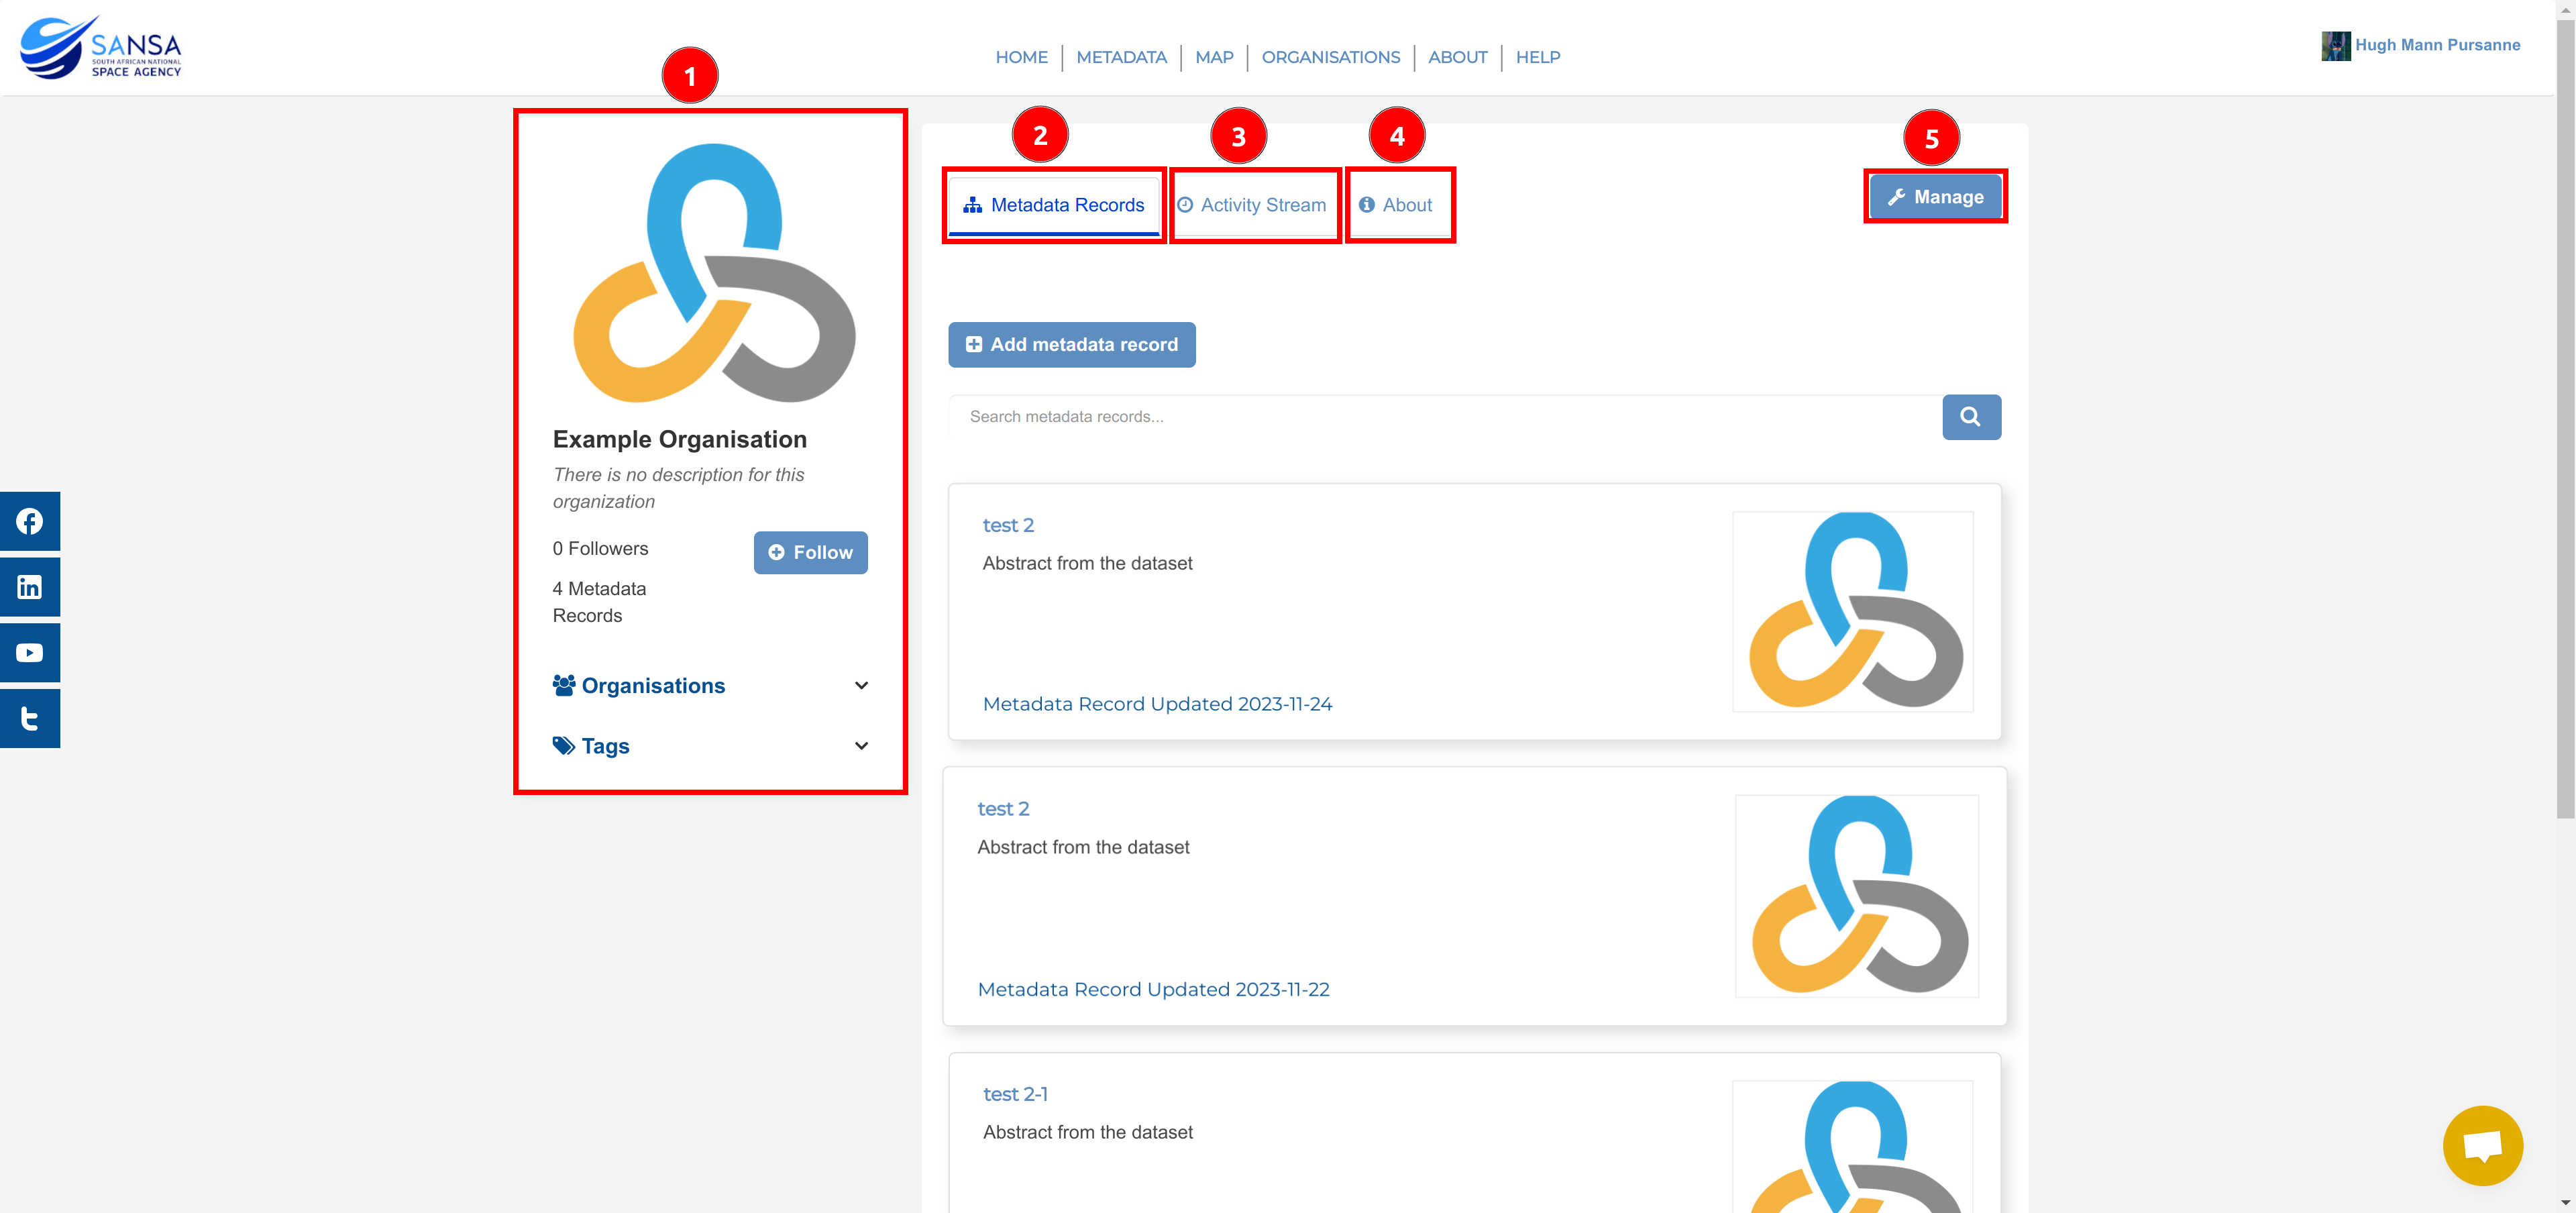 SANSA
SOUTH AFRICAN NATIONAL
SPACE AGENCY
HOME
METADATA
MAP
ORGANISATIONS
ABOUT
HELP
Hugh Mann Pursanne
1
2
3
4
5
Example Organisation
There is no description for this
organization
0 Followers
Follow
4 Metadata
Records
Organisations
Tags
Metadata Records
Activity Stream
About
Manage
Add metadata record
Search metadata records...
test 2
Abstract from the dataset
Metadata Record Updated 2023-11-24
test 2
Abstract from the dataset
Metadata Record Updated 2023-11-22
test 2-1
Abstract from the dataset